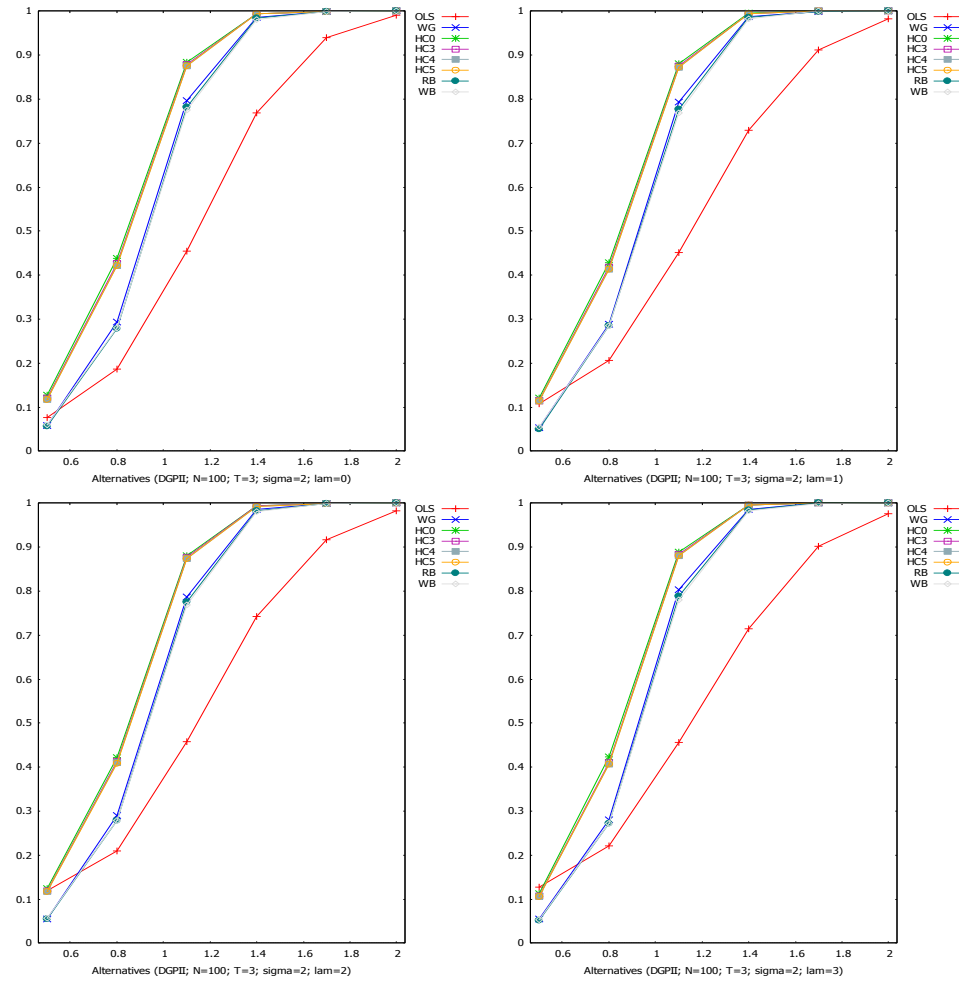 1
0.9
0.8
0.7
0.6
0.5
0.4
0.3
0.2
0.1
0
0.6 0.8 1 1.2 1.4 1.6 1.8 2
Alternatives (DGPII; N=100; T=3; sigma=2; lam=0)
OLS
WG
HC0
HC3
HC4
HC5
RB
WB
1
0.9
0.8
0.7
0.6
0.5
0.4
0.3
0.2
0.1
0
0.6 0.8 1 1.2 1.4 1.6 1.8 2
Alternatives (DGPII; N=100; T=3; sigma=2; lam=1)
OLS
WG
HC0
HC3
HC4
HC5
RB
WB
1
0.9
0.8
0.7
0.6
0.5
0.4
0.3
0.2
0.1
0
0.6 0.8 1 1.2 1.4 1.6 1.8 2
Alternatives (DGPII; N=100; T=3; sigma=2; lam=2)
OLS
WG
HC0
HC3
HC4
HC5
RB
WB
1
0.9
0.8
0.7
0.6
0.5
0.4
0.3
0.2
0.1
0
0.6 0.8 1 1.2 1.4 1.6 1.8 2
Alternatives (DGPII; N=100; T=3; sigma=2; lam=3)
OLS
WG
HC0
HC3
HC4
HC5
RB
WB